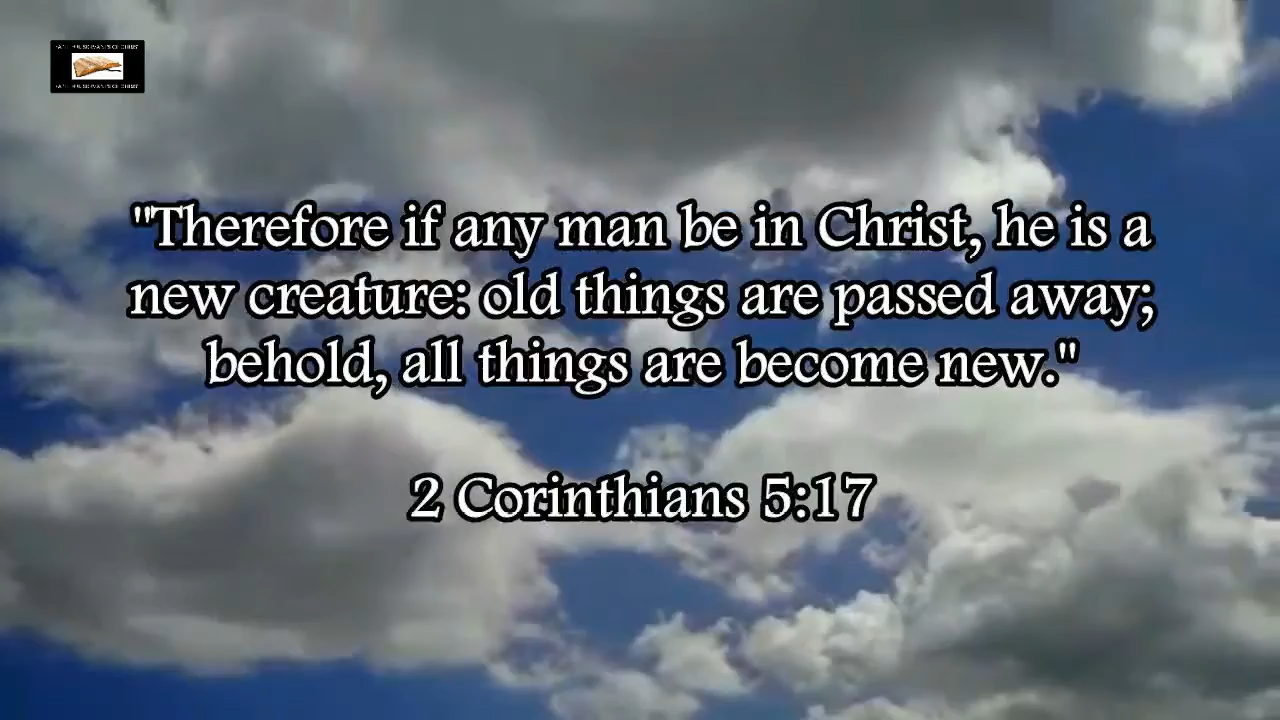 "Therefore if any man be in Christ, he is a
new creature: old things are passed away;
behold, all things are become new."
2 Corinthians 5:17